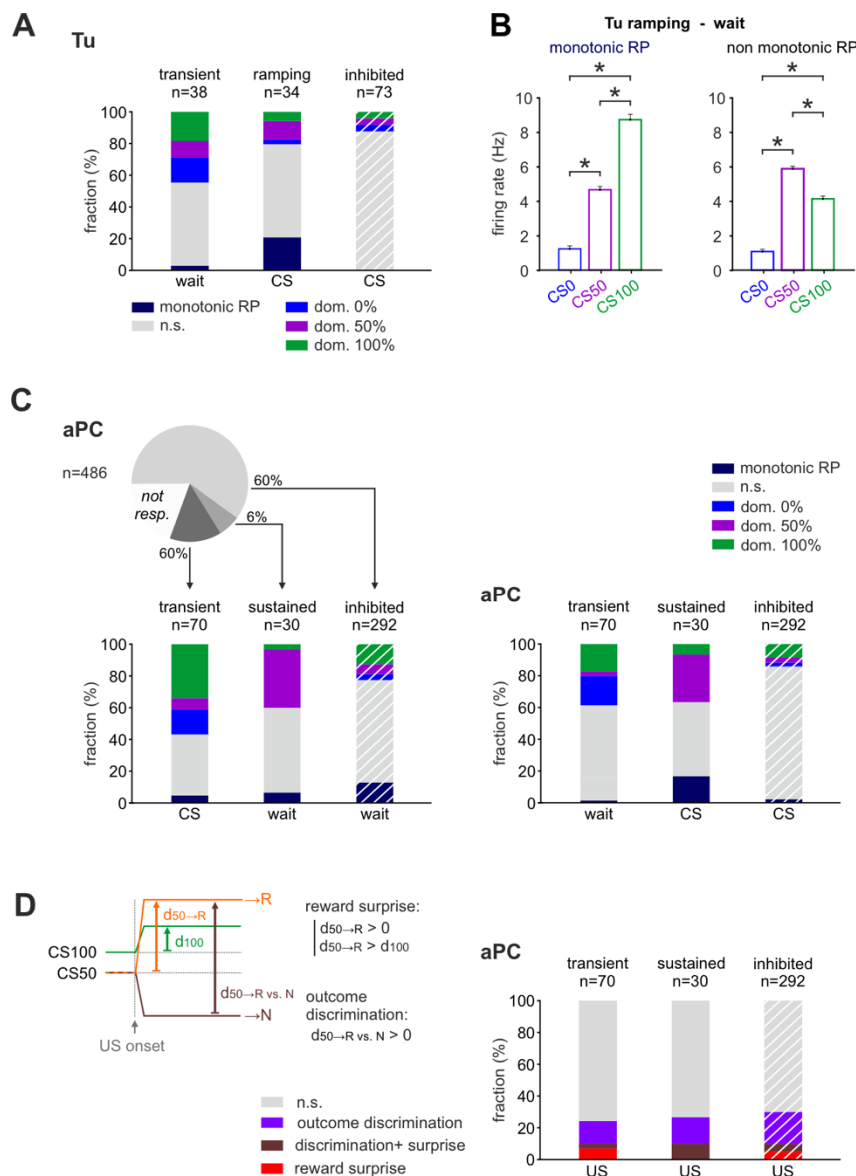 A
Tu
transient ramping inhibited
n=38 n=34 n=73
100
80
60
40
20
0
fraction (%)
wait CS CS
monotonic RP
n.s.
dom. 0%
dom. 50%
dom. 100%
B
Tu ramping - wait
monotonic RP non monotonic RP
* *
* *
* *
10 10
8 8
6 6
4 4
2 2
0 0
firing rate (Hz)
CS0 CS50 CS100 CS0 CS50 CS100
C
aPC
n=486
not
resp.
60%
6%
60%
transient sustained inhibited
n=70 n=30 n=292
100
80
60
40
20
0
fraction (%)
CS wait wait
monotonic RP
n.s.
dom. 0%
dom. 50%
dom. 100%
aPC
transient sustained inhibited
n=70 n=30 n=292
100
80
60
40
20
0
fraction (%)
wait CS CS
D
→R
d50→R
d100
CS100
CS50
d50→R vs. N
→N
US onset
reward surprise:
d50→R > 0
d50→R > d100
outcome
discrimination:
d50→R vs. N > 0
n.s.
outcome discrimination
discrimination+ surprise
reward surprise
aPC
transient sustained inhibited
n=70 n=30 n=292
100
80
60
40
20
0
fraction (%)
US US US